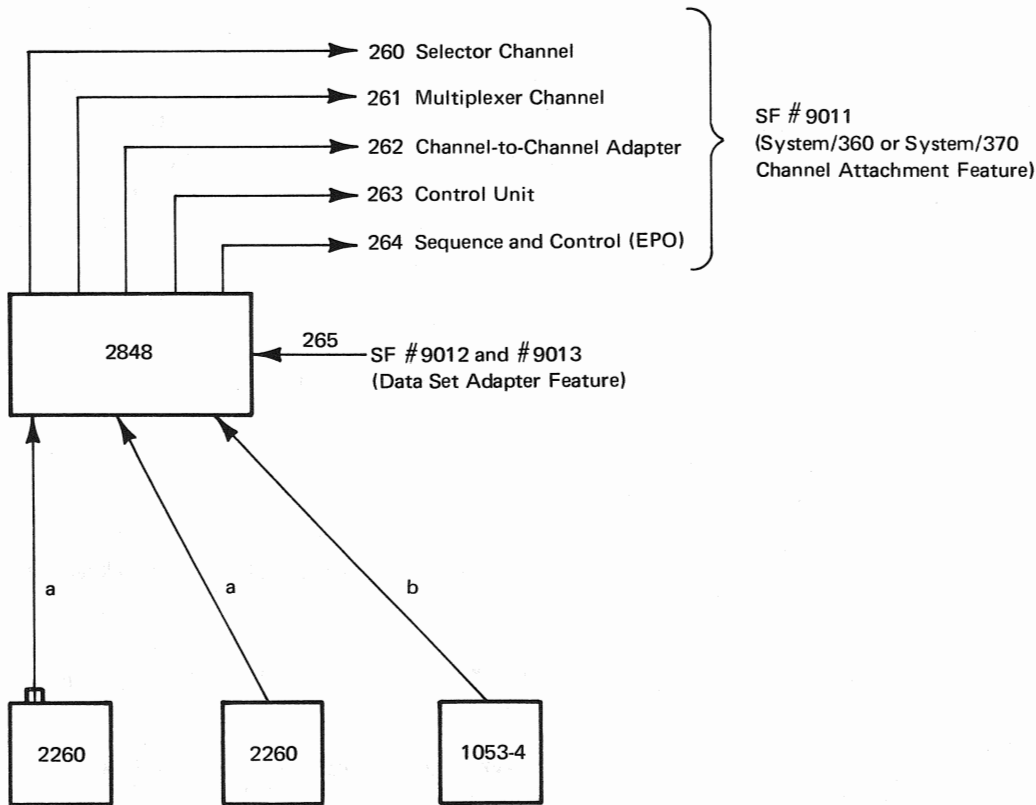 260 Selector Channel
261 Multiplexer Channel
262 Channel-to-Channel Adapter
263 Control Unit
264 Sequence and Control (EPO)
SF #9011
(System/360 or System/370
Channel Attachment Feature)
2848
265
SF #9012 and #9013
(Data Set Adapter Feature)
a
a
b
2260
2260
1053-4